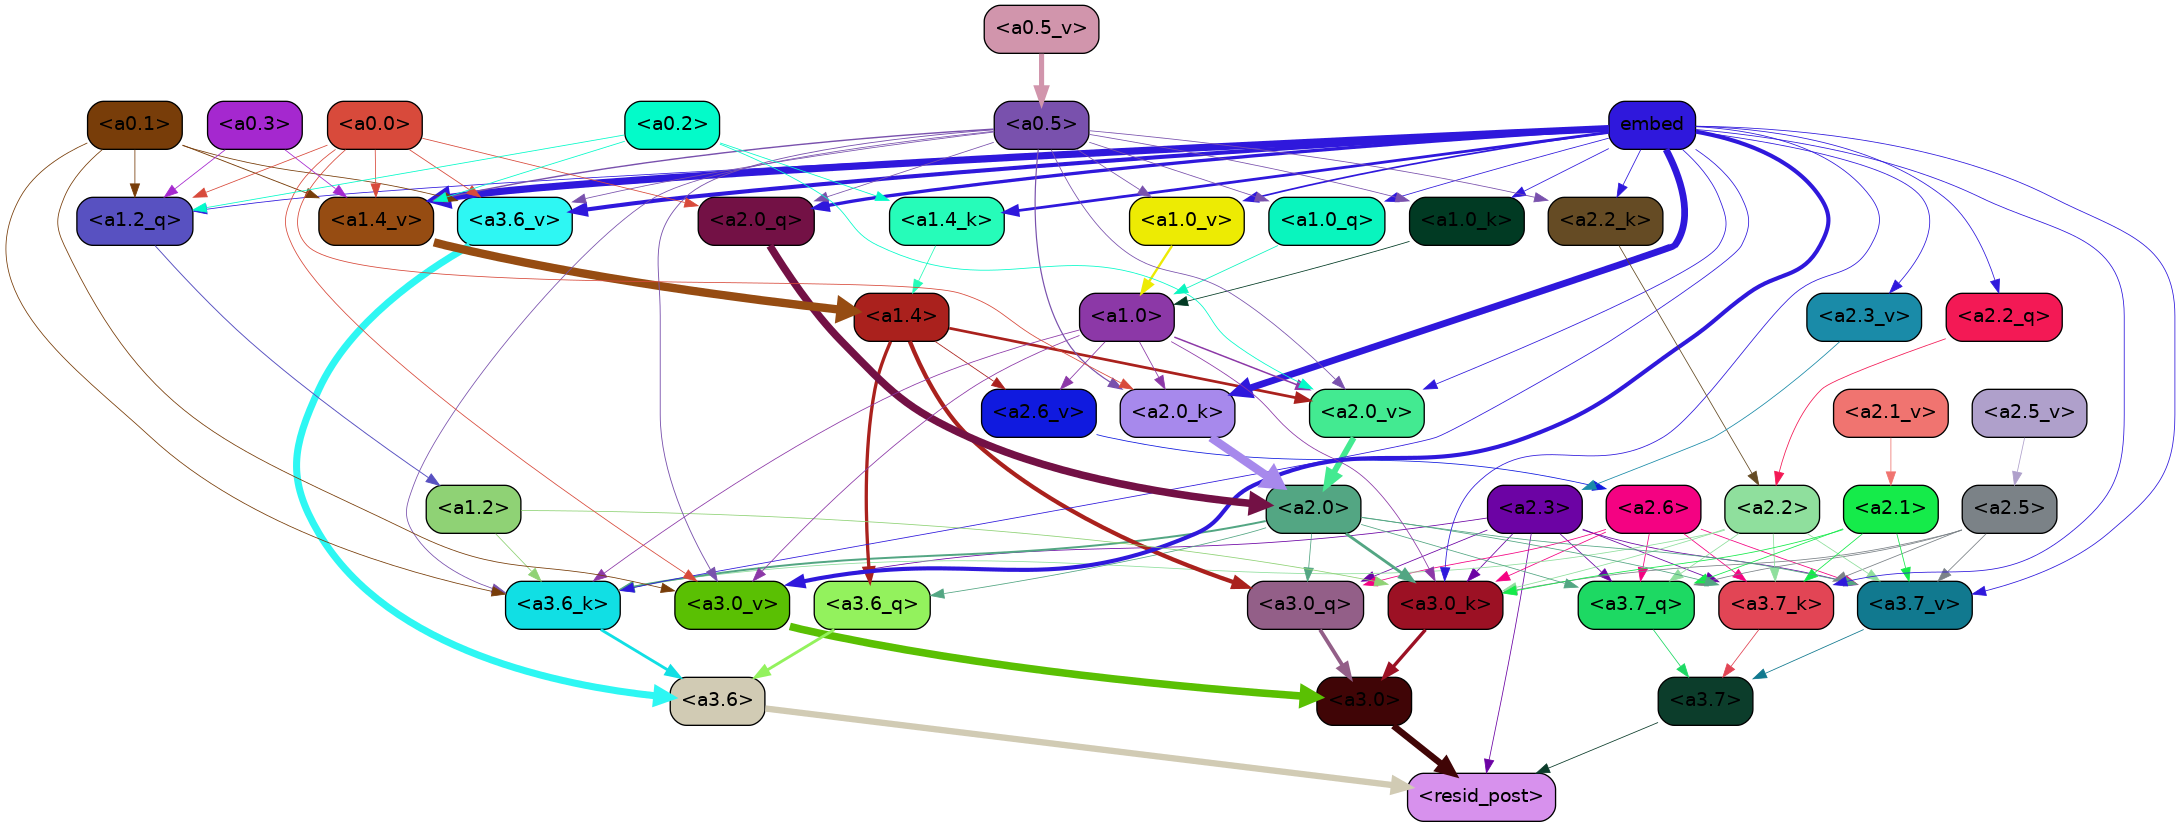 <a0.5_v>
<a0.1>
<a0.3>
<a0.0>
<a0.2>
<a0.5>
embed
<a1.2_q>
<a1.4_v>
<a3.6_v>
<a2.0_q>
<a1.4_k>
<a1.0_v>
<a1.0_q>
<a1.0_k>
<a2.2_k>
<a1.4>
<a1.0>
<a2.3_v>
<a2.2_q>
<a2.6_v>
<a2.0_k>
<a2.0_v>
<a2.1_v>
<a2.5_v>
<a1.2>
<a2.0>
<a2.3>
<a2.6>
<a2.2>
<a2.1>
<a2.5>
<a3.6_k>
<a3.0_v>
<a3.6_q>
<a3.0_q>
<a3.0_k>
<a3.7_q>
<a3.7_k>
<a3.7_v>
<a3.6>
<a3.0>
<a3.7>
<resid_post>